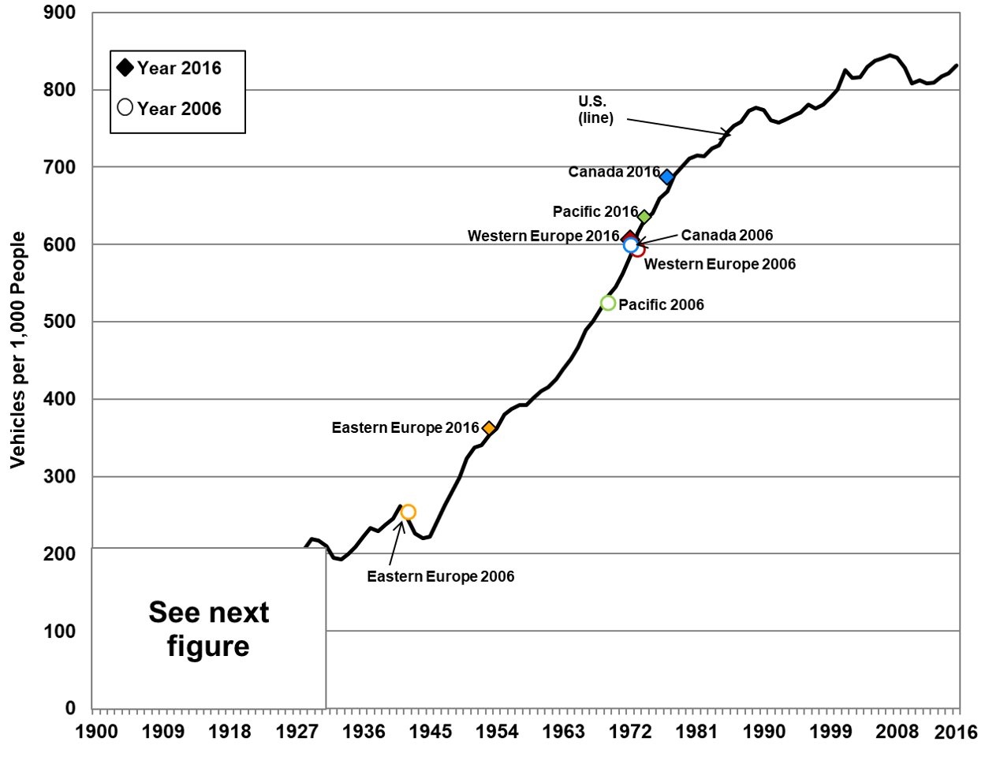 900
800
700
600
500
400
300
200
100
0
Vehicles per 1,000 People
Year 2016
Year 2006
U.S.
(line)
Canada 2016
Pacific 2016
Western Europe 2016
Canada 2006
Western Europe 2006
Pacific 2006
Eastern Europe 2016
Eastern Europe 2006
See next
figure
1900 1909 1918 1927 1936 1945 1954 1963 1972 1981 1990 1999 2008 2016